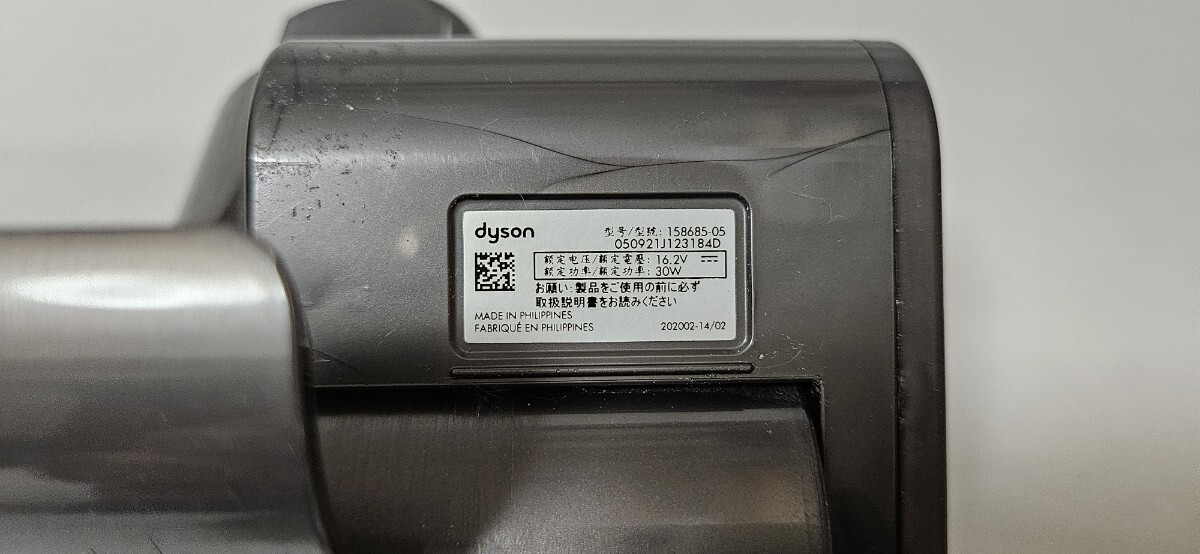 dyson
型号/型號: 158685-05
050921J123184D
额定电压/額定電壓: 16.2V
额定功率/額定功率: 30W
お願い: 製品をご使用の前に必ず
取扱説明書をお読みください
MADE IN PHILIPPINES
FABRIQUÉ EN PHILIPPINES
202002-14/02